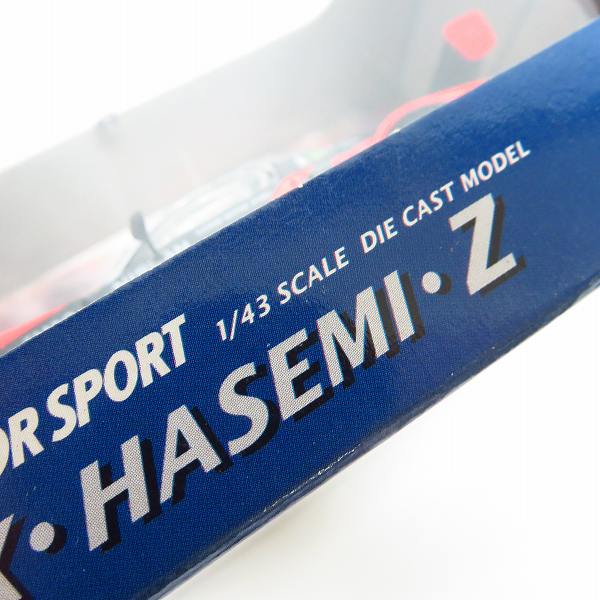 OR SPORT 1/43 SCALE DIE CAST MODEL
K·HASEMI·Z